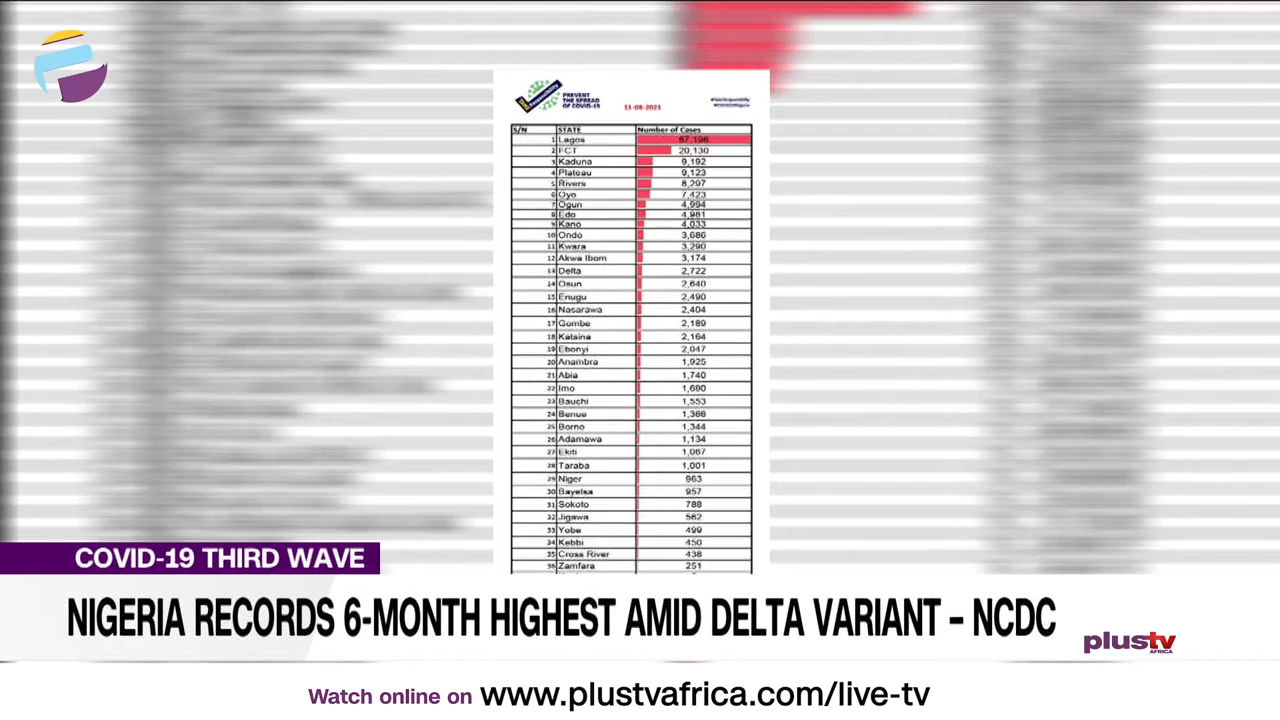 TakeResponsibility
PREVENT
THE SPREAD
OF COVID-19
11-08-2021
#TakeResponsibility
S/N STATE Number of Cases
1 Lagos 67,196
2 FCT 20,130
3 Kaduna 9,192
4 Plateau 9,123
5 Rivers 8,297
6 Oyo 7,423
7 Ogun 4,994
8 Edo 4,981
9 Kano 4,033
10 Ondo 3,686
11 Kwara 3,290
12 Akwa Ibom 3,174
13 Delta 2,722
14 Osun 2,640
15 Enugu 2,490
16 Nasarawa 2,404
17 Gombe 2,189
18 Katsina 2,164
19 Ebonyi 2,047
20 Anambra 1,925
21 Abia 1,740
22 Imo 1,680
23 Bauchi 1,553
24 Benue 1,366
25 Borno 1,344
26 Adamawa 1,134
27 Ekiti 1,067
28 Taraba 1,001
29 Niger 963
30 Bayelsa 957
31 Sokoto 788
32 Jigawa 562
33 Yobe 499
34 Kebbi 450
35 Cross River 438
36 Zamfara 251
COVID-19 THIRD WAVE
NIGERIA RECORDS 6-MONTH HIGHEST AMID DELTA VARIANT – NCDC
plustv
AFRICA
Watch online on www.plustvafrica.com/live-tv